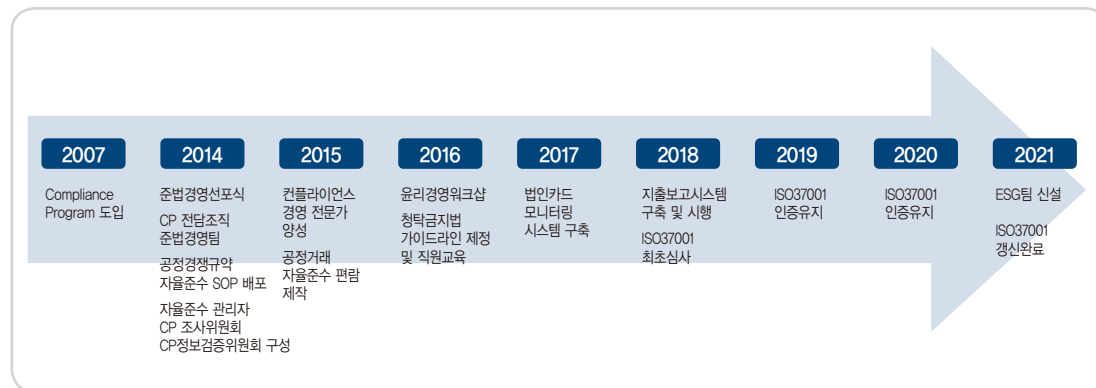 2007
Compliance
Program 도입
2014
준법경영선포식
CP 전담조직
준법경영팀
공정경쟁규약
자율준수 SOP 배포
자율준수 관리자
CP 조사위원회
CP정보검증위원회 구성
2015
컨플라이언스
경영 전문가
양성
공정거래
자율준수 편람
제작
2016
윤리경영워크샵
청탁금지법
가이드라인 제정
및 직원교육
2017
법인카드
모니터링
시스템 구축
2018
지출보고시스템
구축 및 시행
ISO37001
최초심사
2019
ISO37001
인증유지
2020
ISO37001
인증유지
2021
ESG팀 신설
ISO37001
갱신완료